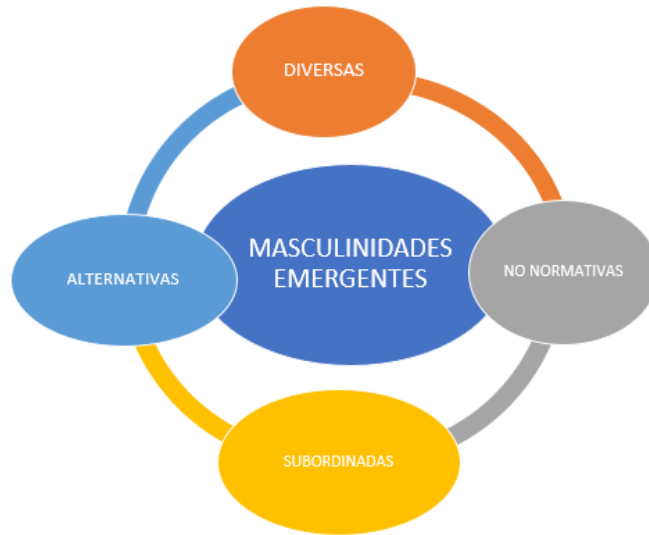 DIVERSAS
MASCULINIDADES
EMERGENTES
ALTERNATIVAS
NO NORMATIVAS
SUBORDINADAS